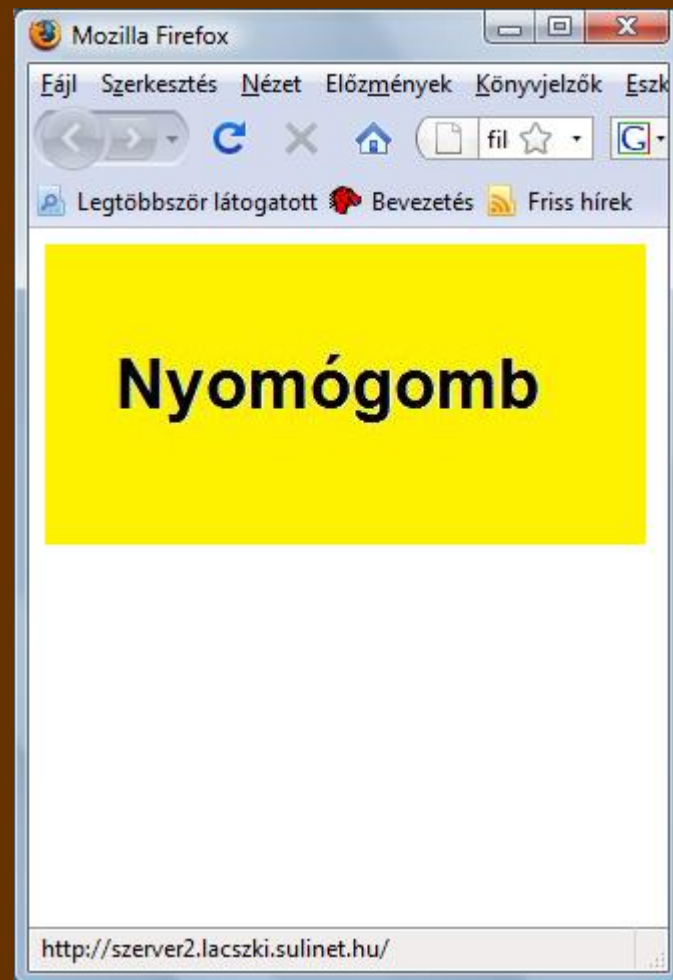 Mozilla Firefox
Fájl Szerkesztés Nézet Előzmények Könyvjelzők Eszk
fil G
Legtöbbször látogatott Bevezetés Friss hírek
Nyomógomb
http://szerver2.lacszki.sulinet.hu/